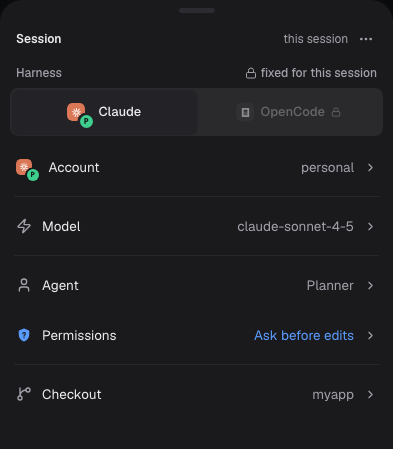 Session this session ...
Harness fixed for this session
P Claude OpenCode
P Account personal
Model claude-sonnet-4-5
Agent Planner
? Permissions Ask before edits
Checkout myapp